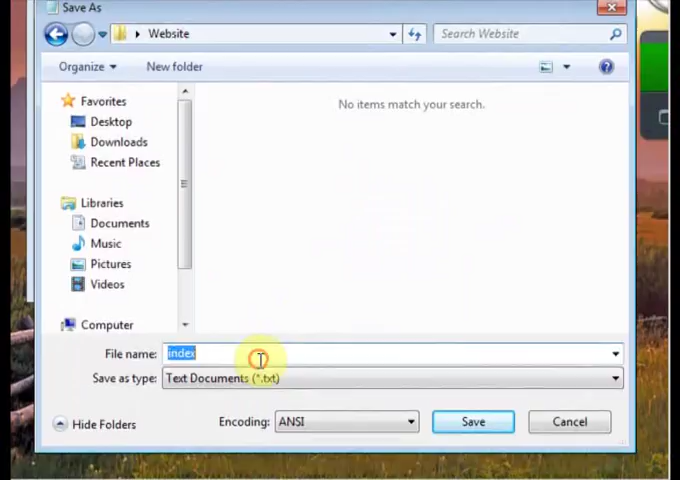 Save As
Website
Search Website
Organize
New folder
Favorites
No items match your search.
Desktop
Downloads
Recent Places
Libraries
Documents
Music
Pictures
Videos
Computer
File name: index
Save as type: Text Documents (*.txt)
Hide Folders
Encoding: ANSI
Save
Cancel